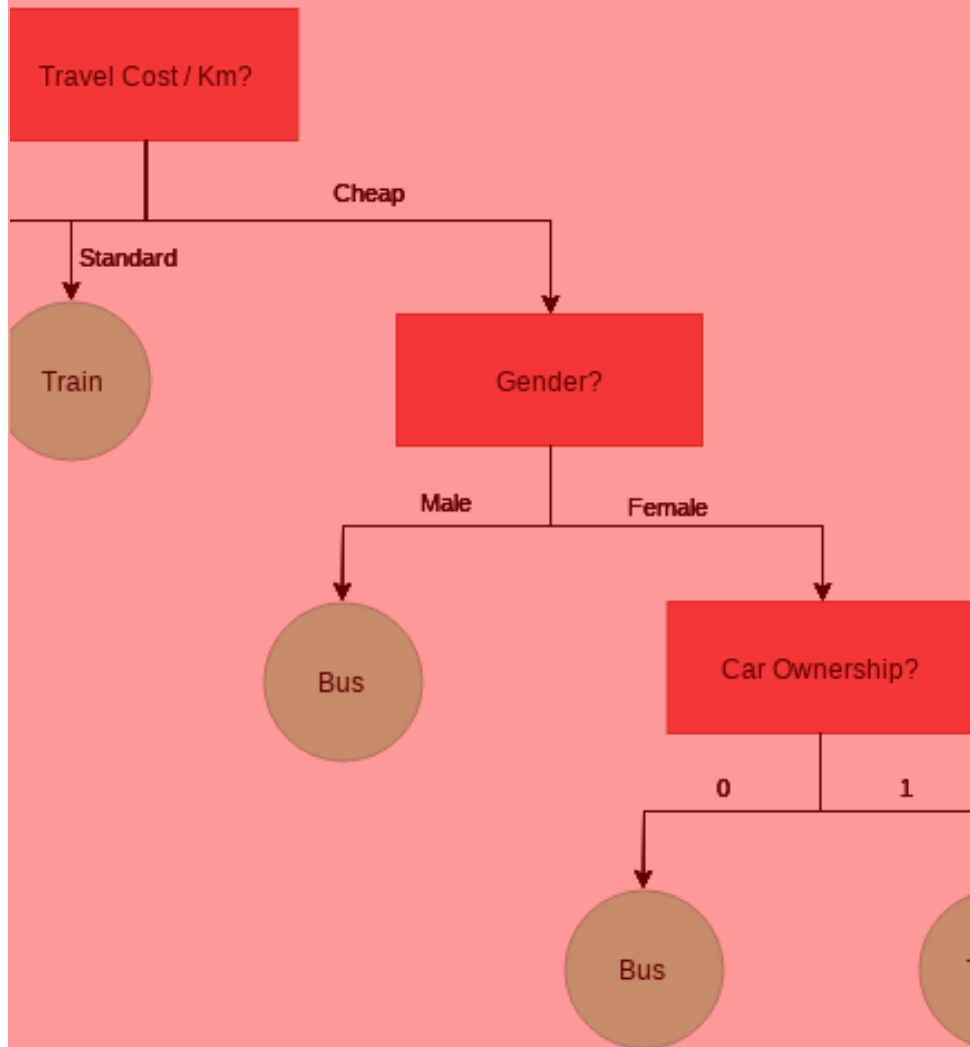 Travel Cost / Km?
Cheap
Standard
Train
Gender?
Male
Female
Bus
Car Ownership?
0
1
Bus